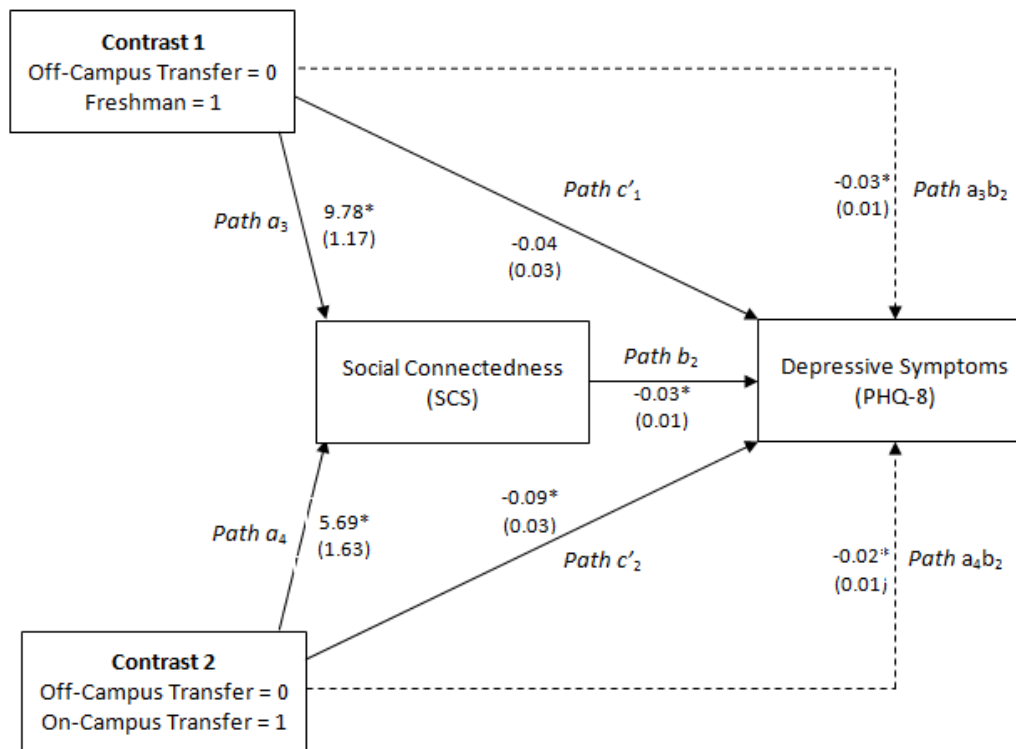 Contrast 1
Off-Campus Transfer = 0
Freshman = 1
Path a₃
9.78*
(1.17)
Path c'₁
-0.04
(0.03)
-0.03*
(0.01)
Path a₃b₂
Social Connectedness
(SCS)
Path b₂
-0.03*
(0.01)
Depressive Symptoms
(PHQ-8)
Path a₄
5.69*
(1.63)
-0.09*
(0.03)
Path c'₂
-0.02*
(0.01)
Path a₄b₂
Contrast 2
Off-Campus Transfer = 0
On-Campus Transfer = 1